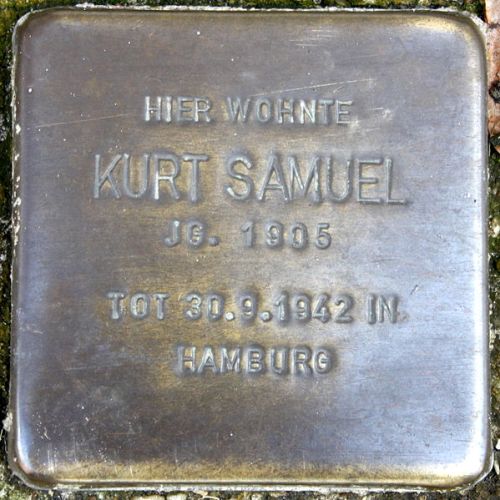 HIER WOHNTE
KURT SAMUEL
JG. 1905
TOT 30.9.1942 IN
HAMBURG